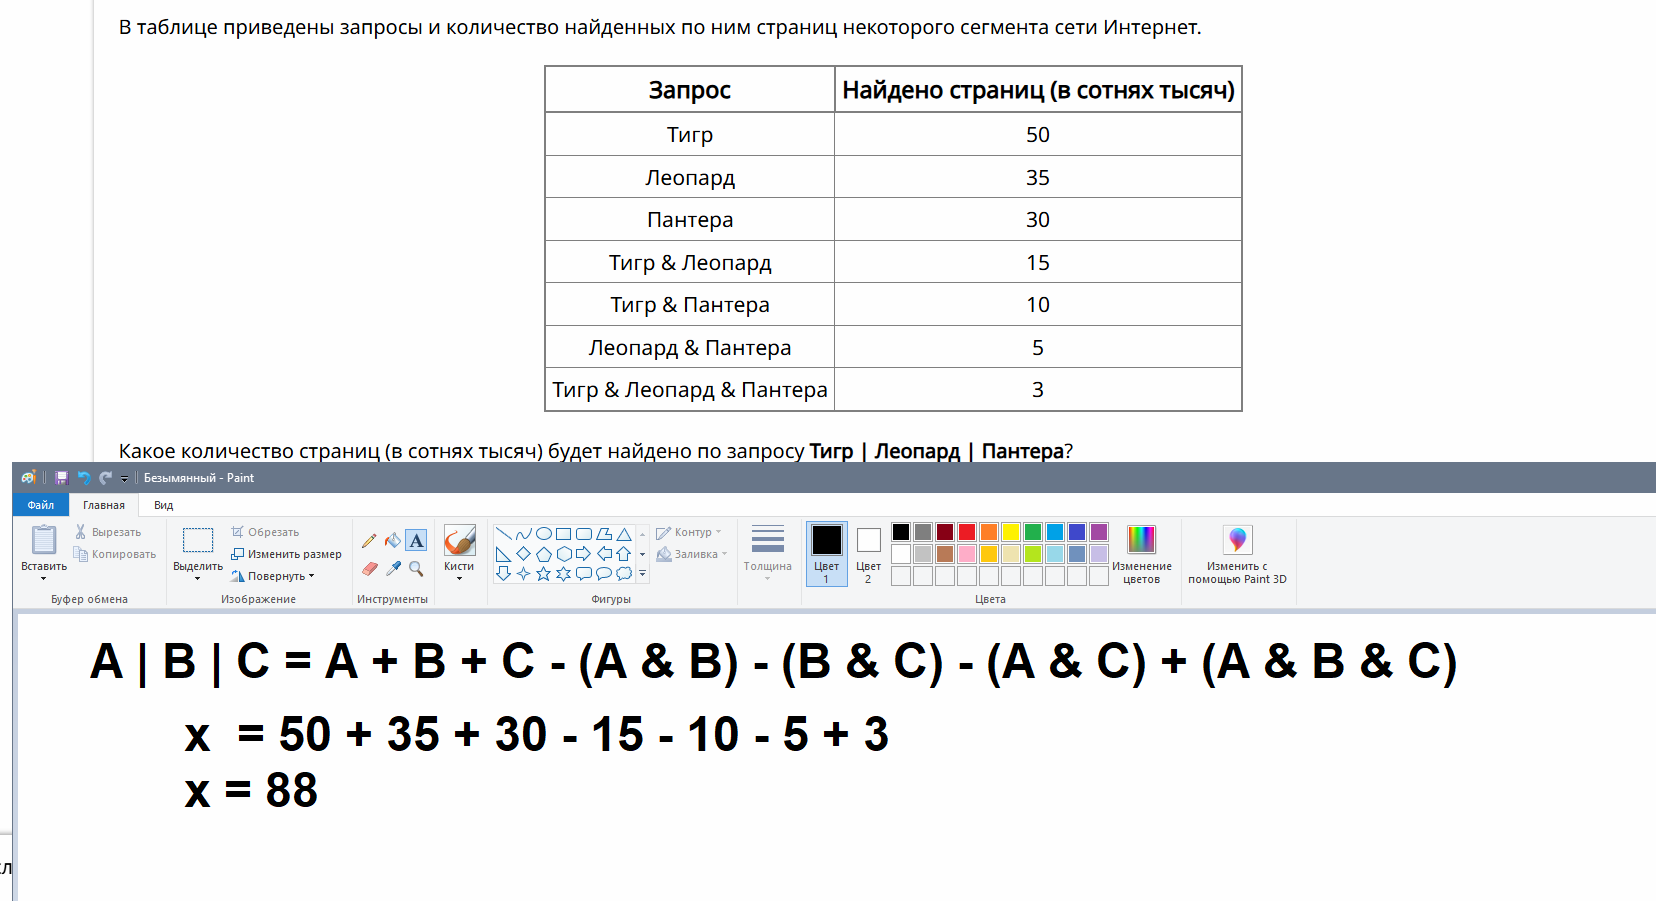 В таблице приведены запросы и количество найденных по ним страниц некоторого сегмента сети Интернет.
Запрос Найдено страниц (в сотнях тысяч)
Тигр 50
Леопард 35
Пантера 30
Тигр & Леопард 15
Тигр & Пантера 10
Леопард & Пантера 5
Тигр & Леопард & Пантера 3
Какое количество страниц (в сотнях тысяч) будет найдено по запросу Тигр | Леопард | Пантера?
Безымянный - Paint
Файл Главная Вид
Вставить
Вырезать
Копировать
Буфер обмена
Выделить
Обрезать
Изменить размер
Повернуть
Изображение
A
Инструменты
Кисти
Контур
Заливка
Фигуры
Толщина
Цвет 1
Цвет 2
Изменение цветов
Цвета
Изменить с помощью Paint 3D
A | B | C = A + B + C - (A & B) - (B & C) - (A & C) + (A & B & C)
x = 50 + 35 + 30 - 15 - 10 - 5 + 3
x = 88